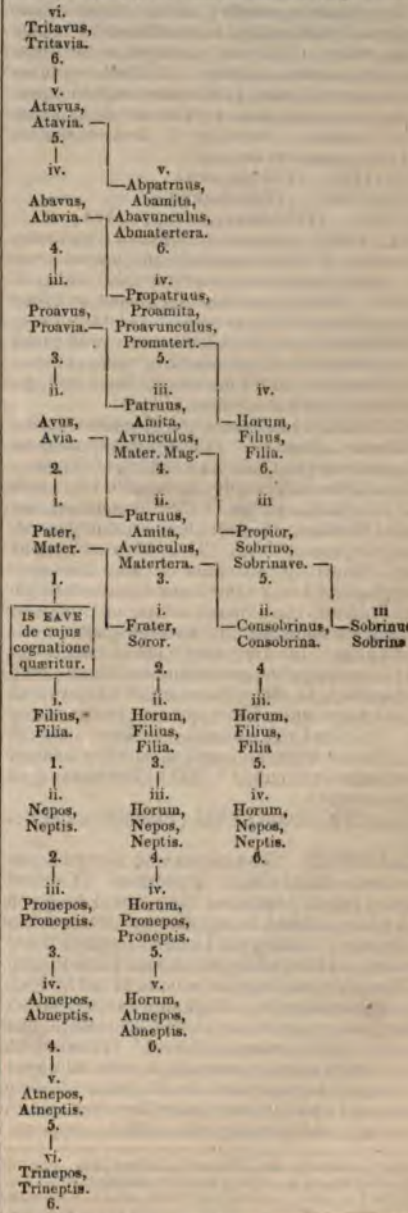 vi.
Tritavus,
Tritavia.
6.
v.
Atavus,
Atavia.
5.
iv.
v.
Abpatruus,
Abavus,
Abamita,
Abavia.
Abavunculus,
Abmatertera.
4.
6.
iii.
iv.
Propatruus,
Proavus,
Proamita,
Proavia.
Proavunculus,
Promatert.
3.
5.
ii.
iii.
iv.
Patruus,
Avus,
Amita,
Horum,
Avia.
Avunculus,
Filius,
Mater. Mag.
Filia.
2.
4.
6.
i.
ii.
iii
Patruus,
Pater,
Amita,
Propior,
Mater.
Avunculus,
Sobrino,
Matertera.
Sobrinave.
1.
3.
5.
IS EAVE
de cujus
cognatione
quæritur.
i.
ii.
m
Frater,
Consobrinus,
Sobrinus
Soror.
Consobrina.
Sobrina
2.
4
i.
ii.
iii.
Filius,
Horum,
Horum,
Filia.
Filius,
Filius,
Filia.
Filia
1.
3.
5.
ii.
iii.
iv.
Nepos,
Horum,
Horum,
Neptis.
Nepos,
Nepos,
Neptis.
Neptis.
2.
4.
6.
iii.
iv.
Pronepos,
Horum,
Proneptis.
Pronepos,
Proneptis.
3.
5.
iv.
v.
Abnepos,
Horum,
Abneptis.
Abnepos,
Abneptis.
4.
6.
v.
Atnepos,
Atneptis.
5.
vi.
Trinepos,
Trineptis.
6.